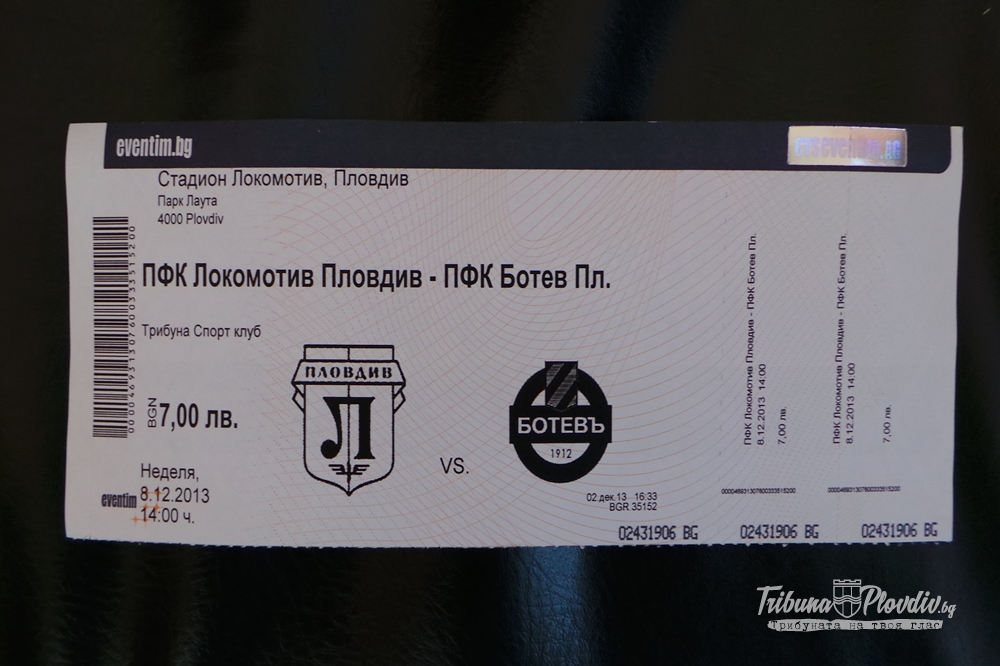 eventim.bg
Стадион Локомотив, Пловдив
Парк Лаута
4000 Plovdiv
ПФК Локомотив Пловдив - ПФК Ботев Пл.
Трибуна Спорт клуб
BGN 7,00 лв.
ПЛОВДИВ
Л
VS.
БОТЕВЪ
1912
Неделя,
8.12.2013
14:00 ч.
eventim
02 дек.13 16:33
BGR 35152
02431906 BG
ПФК Локомотив Пловдив - ПФК Ботев Пл.
8.12.2013 14:00
7,00 лв.
02431906 BG
ПФК Локомотив Пловдив - ПФК Ботев Пл.
8.12.2013 14:00
7,00 лв.
02431906 BG
TribunaPlovdiv.bg
Трибуната на твоя глас